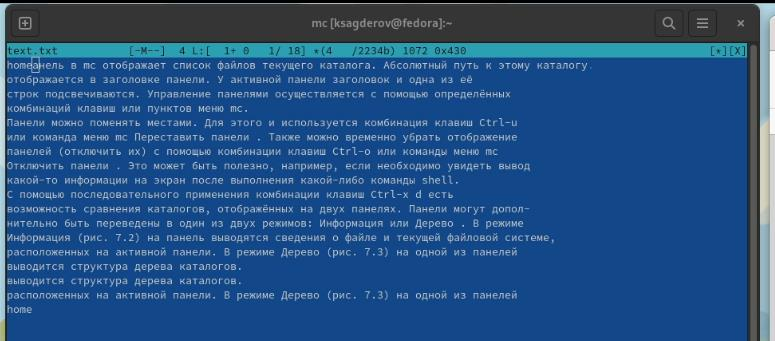 mc [ksagderov@fedora]:~
text.txt [-M--] 4 L:[ 1+ 0 1/ 18] *(4 /2234b) 1072 0x430 [*][X]
homeанель в mc отображает список файлов текущего каталога. Абсолютный путь к этому каталогу
отображается в заголовке панели. У активной панели заголовок и одна из её
строк подсвечиваются. Управление панелями осуществляется с помощью определённых
комбинаций клавиш или пунктов меню mc.
Панели можно поменять местами. Для этого и используется комбинация клавиш Ctrl-u
или команда меню mc Переставить панели . Также можно временно убрать отображение
панелей (отключить их) с помощью комбинации клавиш Ctrl-o или команды меню mc
Отключить панели . Это может быть полезно, например, если необходимо увидеть вывод
какой-то информации на экран после выполнения какой-либо команды shell.
С помощью последовательного применения комбинации клавиш Ctrl-x d есть
возможность сравнения каталогов, отображённых на двух панелях. Панели могут допол-
нительно быть переведены в один из двух режимов: Информация или Дерево . В режиме
Информация (рис. 7.2) на панель выводятся сведения о файле и текущей файловой системе,
расположенных на активной панели. В режиме Дерево (рис. 7.3) на одной из панелей
выводится структура дерева каталогов.
выводится структура дерева каталогов.
расположенных на активной панели. В режиме Дерево (рис. 7.3) на одной из панелей
home